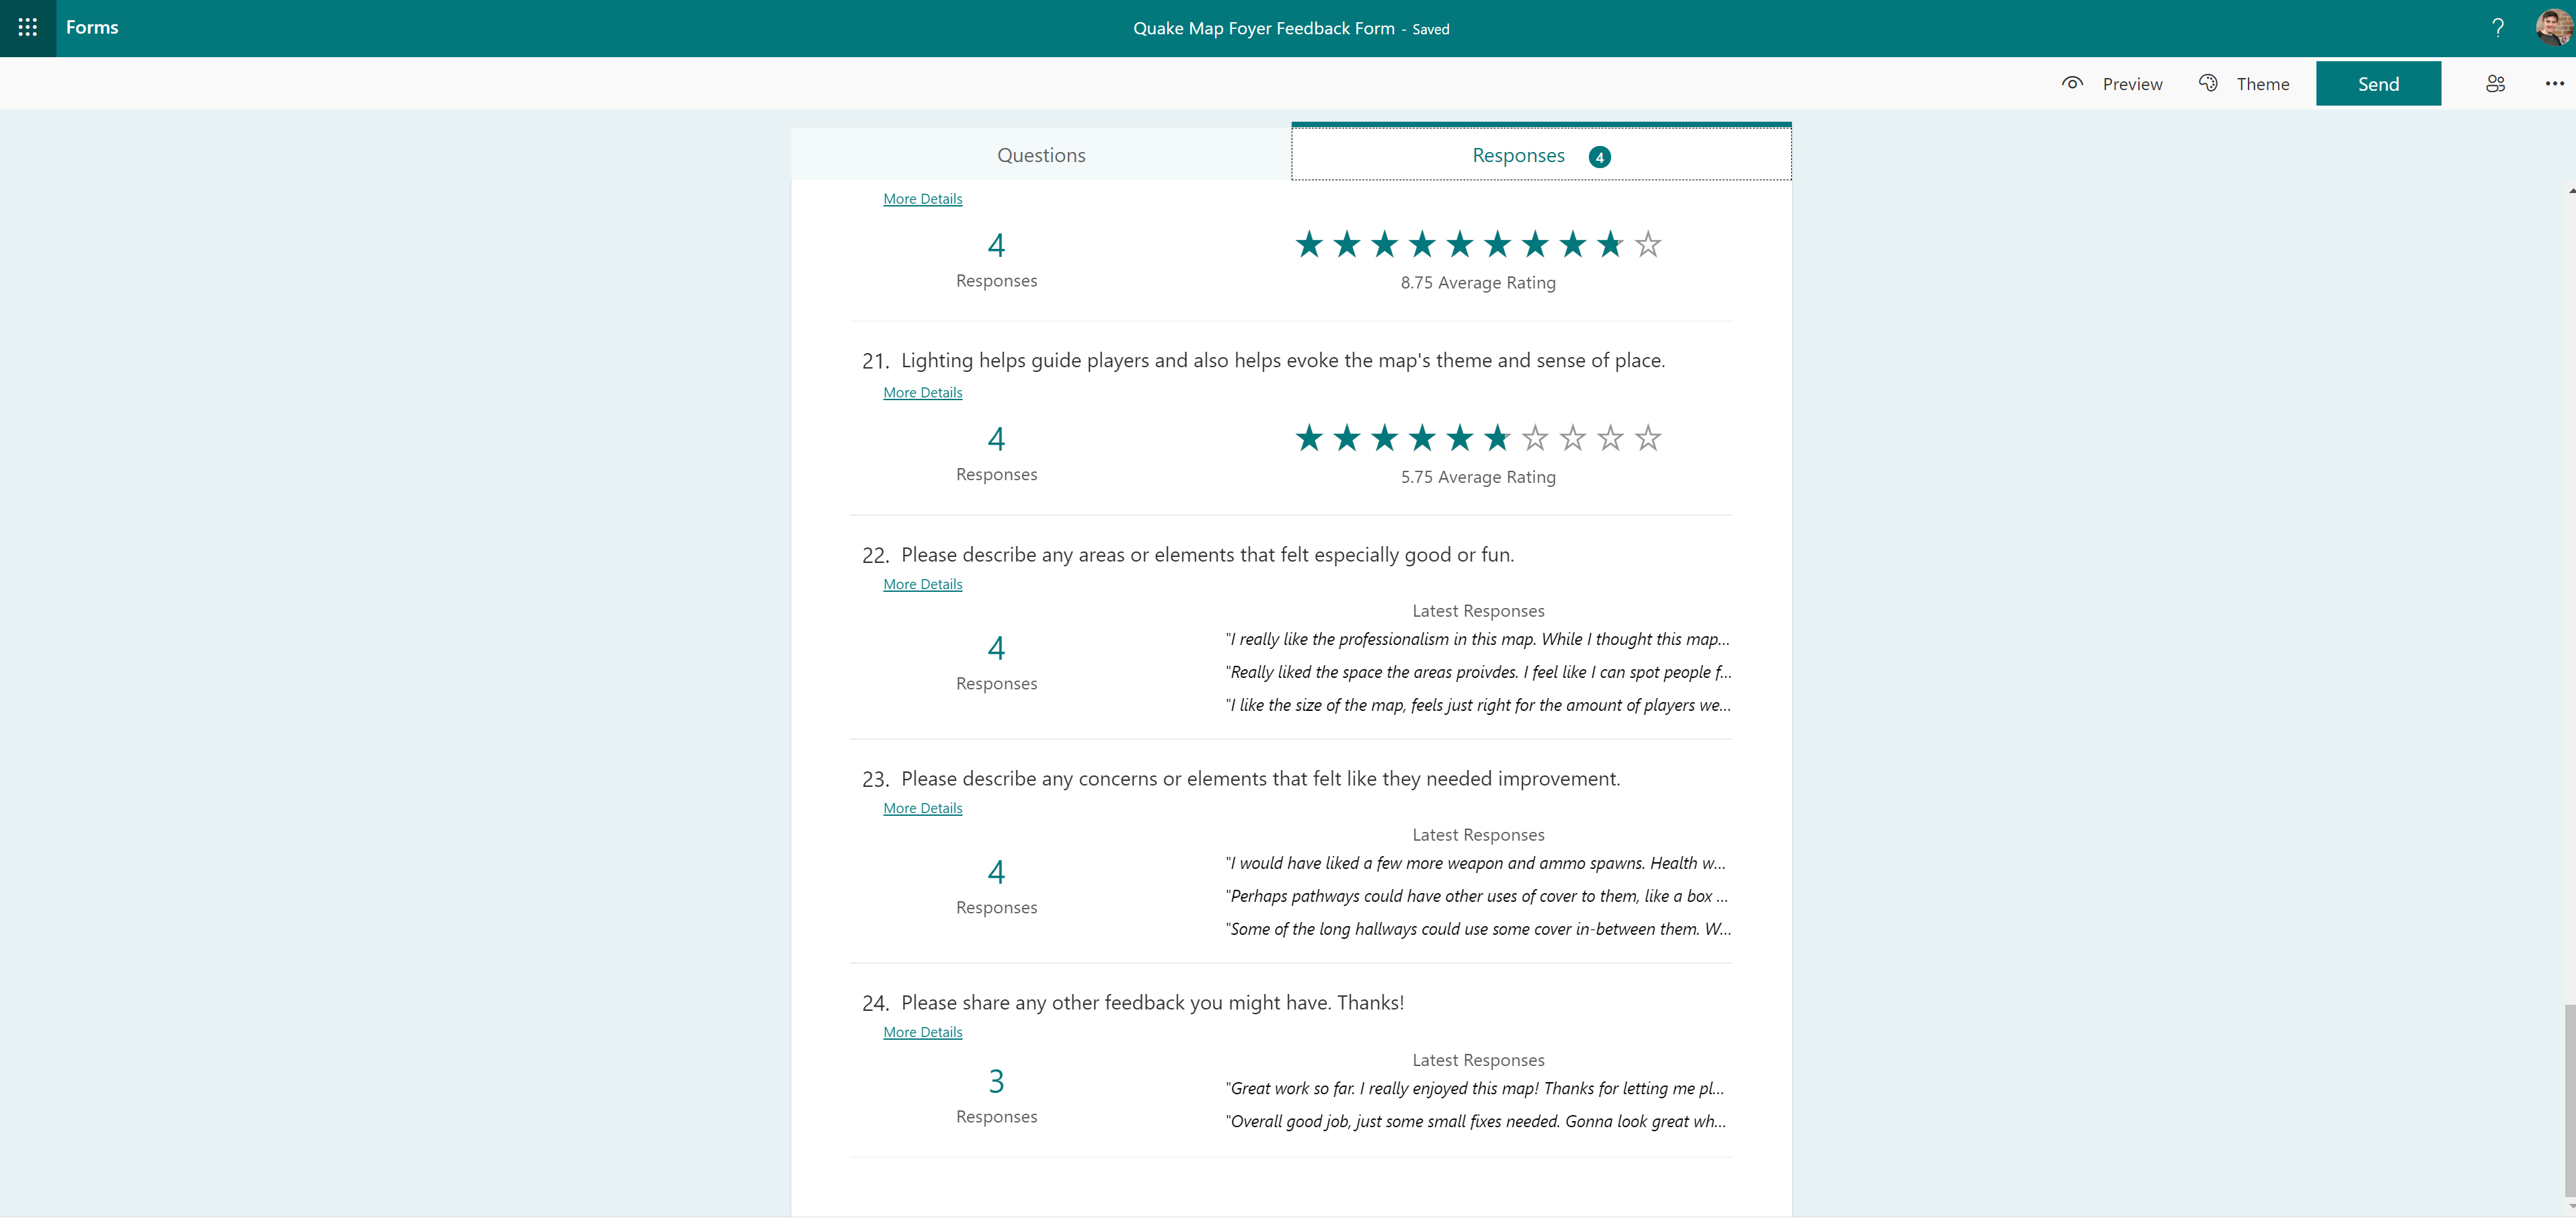 Forms
Quake Map Foyer Feedback Form - Saved
?
Preview
Theme
Send
Questions
Responses 4
More Details
4
Responses
8.75 Average Rating
21. Lighting helps guide players and also helps evoke the map's theme and sense of place.
More Details
4
Responses
5.75 Average Rating
22. Please describe any areas or elements that felt especially good or fun.
More Details
4
Responses
Latest Responses
"I really like the professionalism in this map. While I thought this map...
"Really liked the space the areas proivdes. I feel like I can spot people f...
"I like the size of the map, feels just right for the amount of players we...
23. Please describe any concerns or elements that felt like they needed improvement.
More Details
4
Responses
Latest Responses
"I would have liked a few more weapon and ammo spawns. Health w...
"Perhaps pathways could have other uses of cover to them, like a box ...
"Some of the long hallways could use some cover in-between them. W...
24. Please share any other feedback you might have. Thanks!
More Details
3
Responses
Latest Responses
"Great work so far. I really enjoyed this map! Thanks for letting me pl...
"Overall good job, just some small fixes needed. Gonna look great wh...